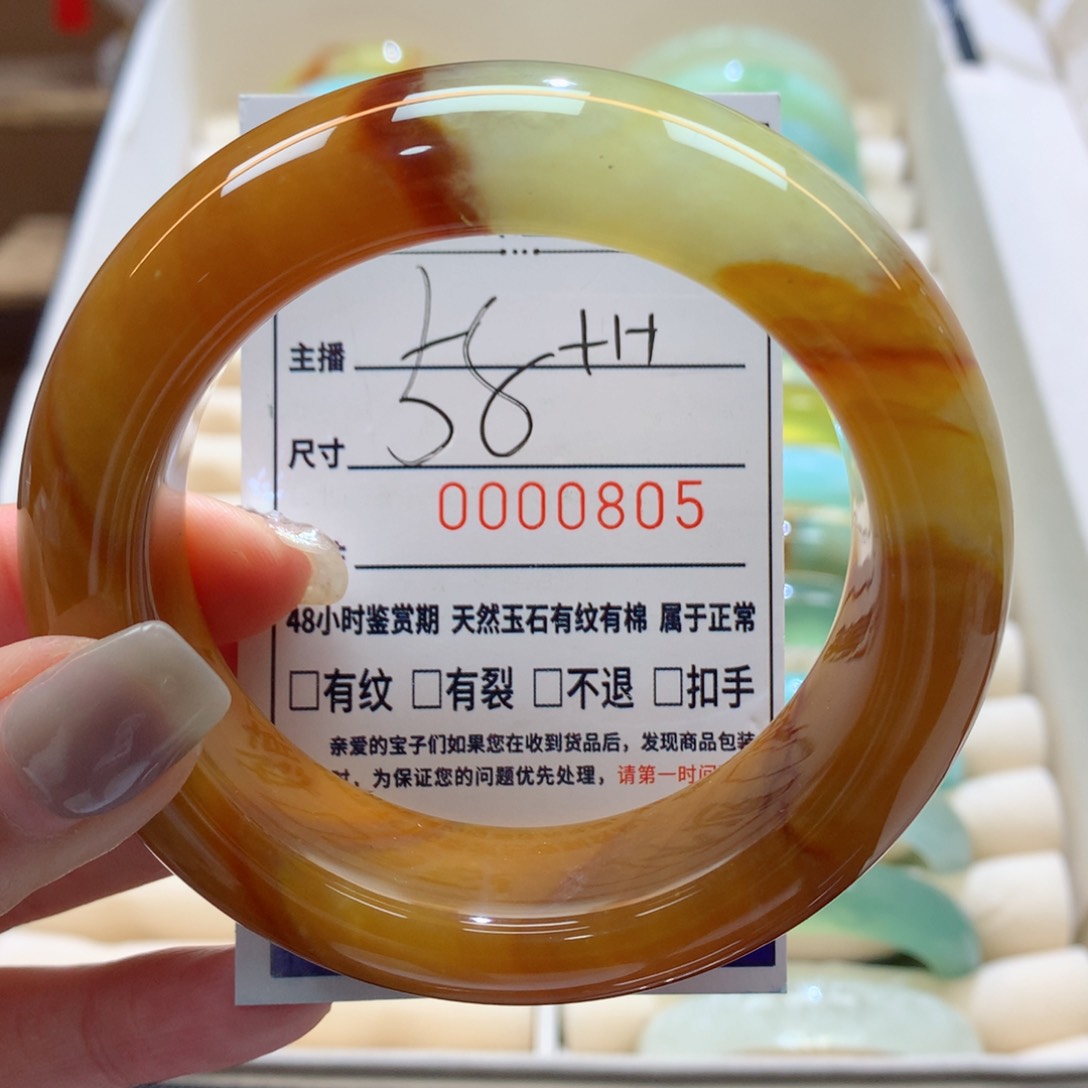 主播
58+H
尺寸
0000805
48小时鉴赏期 天然玉石有纹有棉 属于正常
□有纹 □有裂 □不退 □扣手
亲爱的宝子们如果您在收到货品后，发现商品包装
时，为保证您的问题优先处理，请第一时间